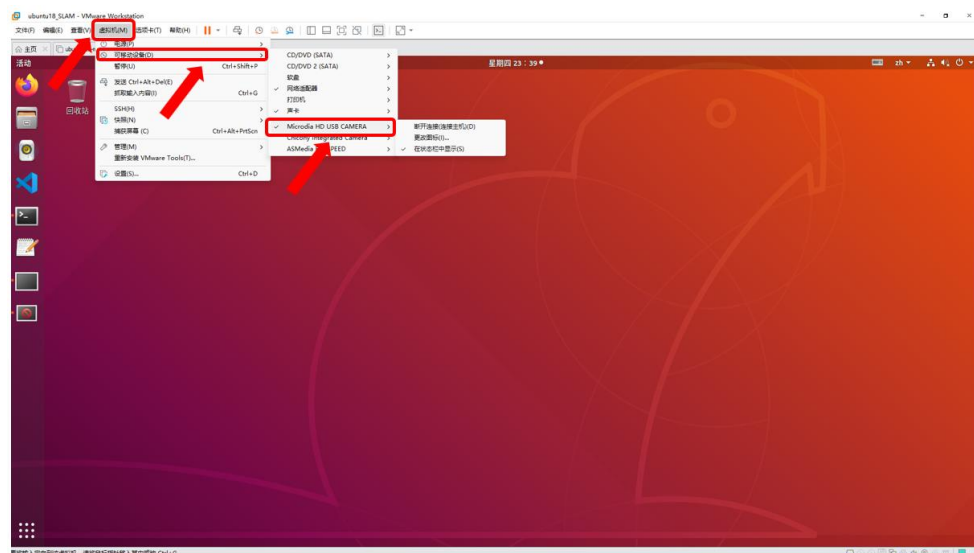 ubuntu18_SLAM - VMware Workstation
文件(F) 编辑(E) 查看(V) 虚拟机(M) 选项卡(T) 帮助(H)
主页
电源(P)
可移动设备(D)
暂停(U) Ctrl+Shift+P
发送 Ctrl+Alt+Del(E)
抓取输入内容(I) Ctrl+G
SSH(H)
快照(N)
捕获屏幕 (C) Ctrl+Alt+PrtScn
管理(M)
重新安装 VMware Tools(T)...
设置(S)... Ctrl+D
CD/DVD (SATA)
CD/DVD 2 (SATA)
软盘
网络适配器
打印机
声卡
Microdia HD USB CAMERA
Chicony Integrated Camera
ASMedia
断开连接(连接主机)(D)
更改图标(I)...
在状态栏中显示(S)
活动
星期四 23：39
zh
回收站